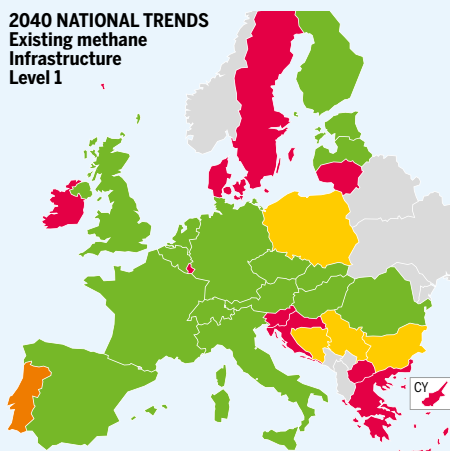 2040 NATIONAL TRENDS
Existing methane
Infrastructure
Level 1
CY